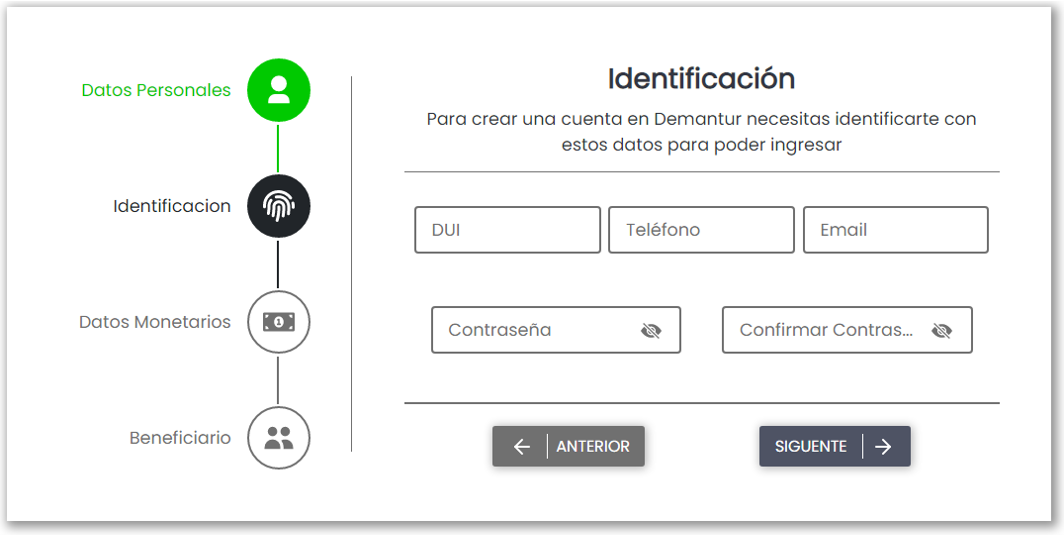 Datos Personales
Identificacion
Datos Monetarios
1
Beneficiario
Identificación
Para crear una cuenta en Demantur necesitas identificarte con
estos datos para poder ingresar
DUI
Teléfono
Email
Contraseña
Confirmar Contras...
ANTERIOR
SIGUENTE